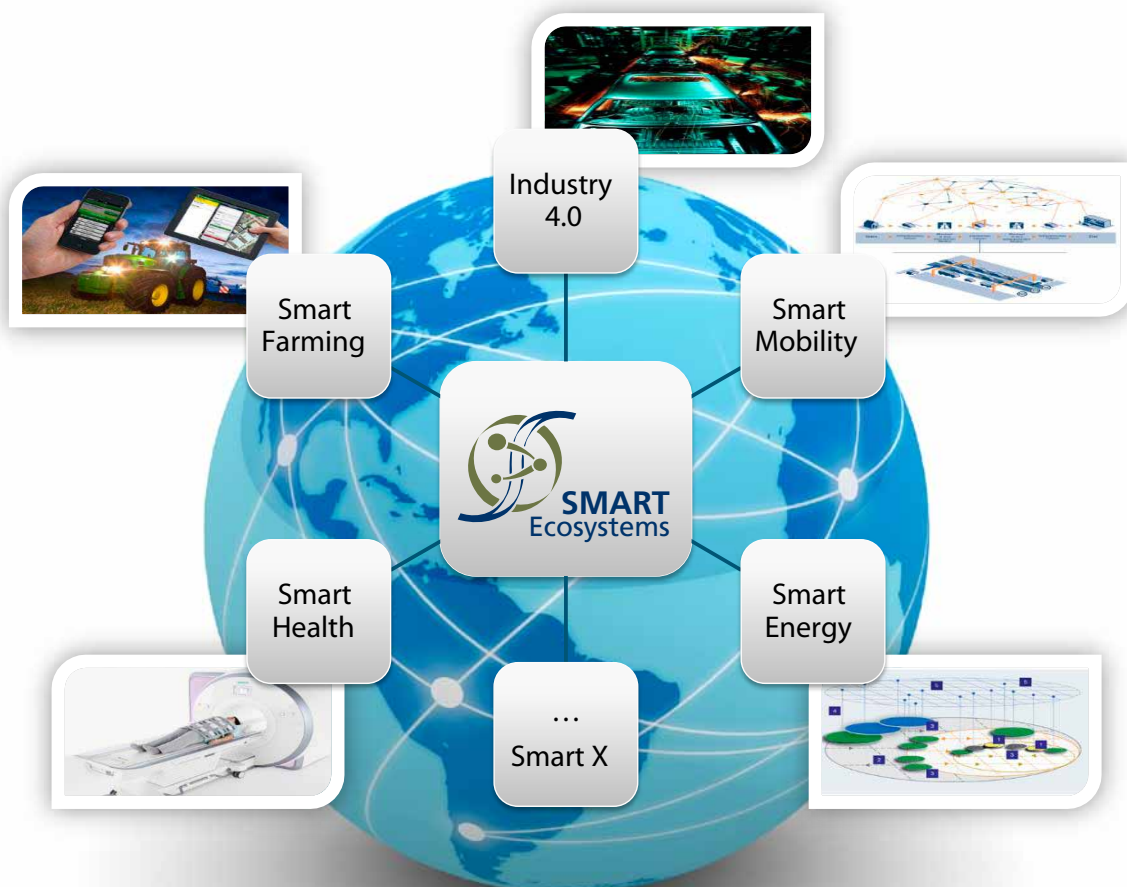 Industry
4.0
Smart
Farming
Smart
Mobility
SMART
Ecosystems
Smart
Health
Smart
Energy
…
Smart X